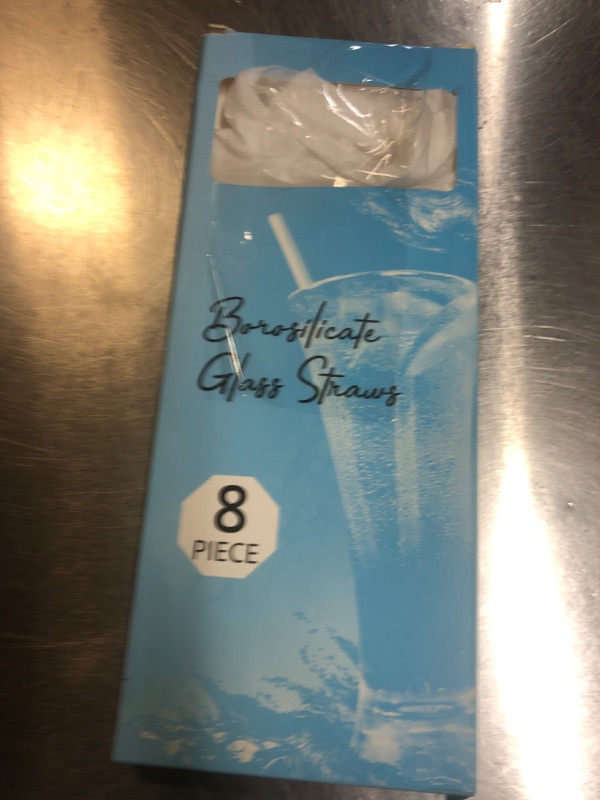 Borosilicate
Glass Straws
8
PIECE